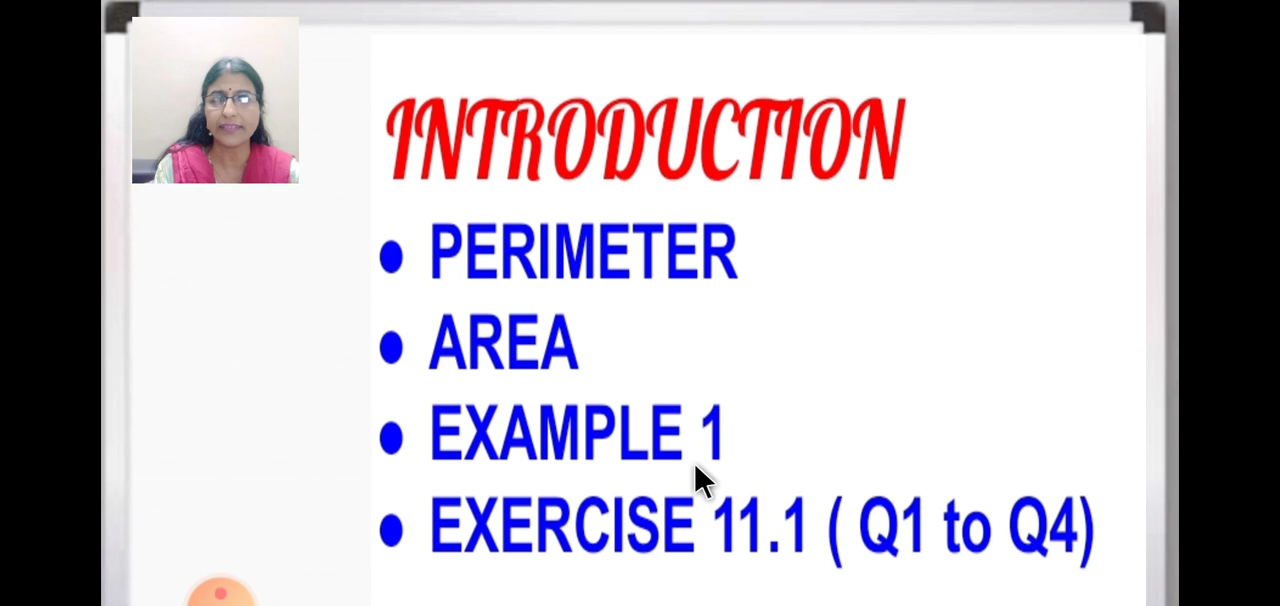 INTRODUCTION
• PERIMETER
• AREA
• EXAMPLE 1
• EXERCISE 11.1 ( Q1 to Q4)